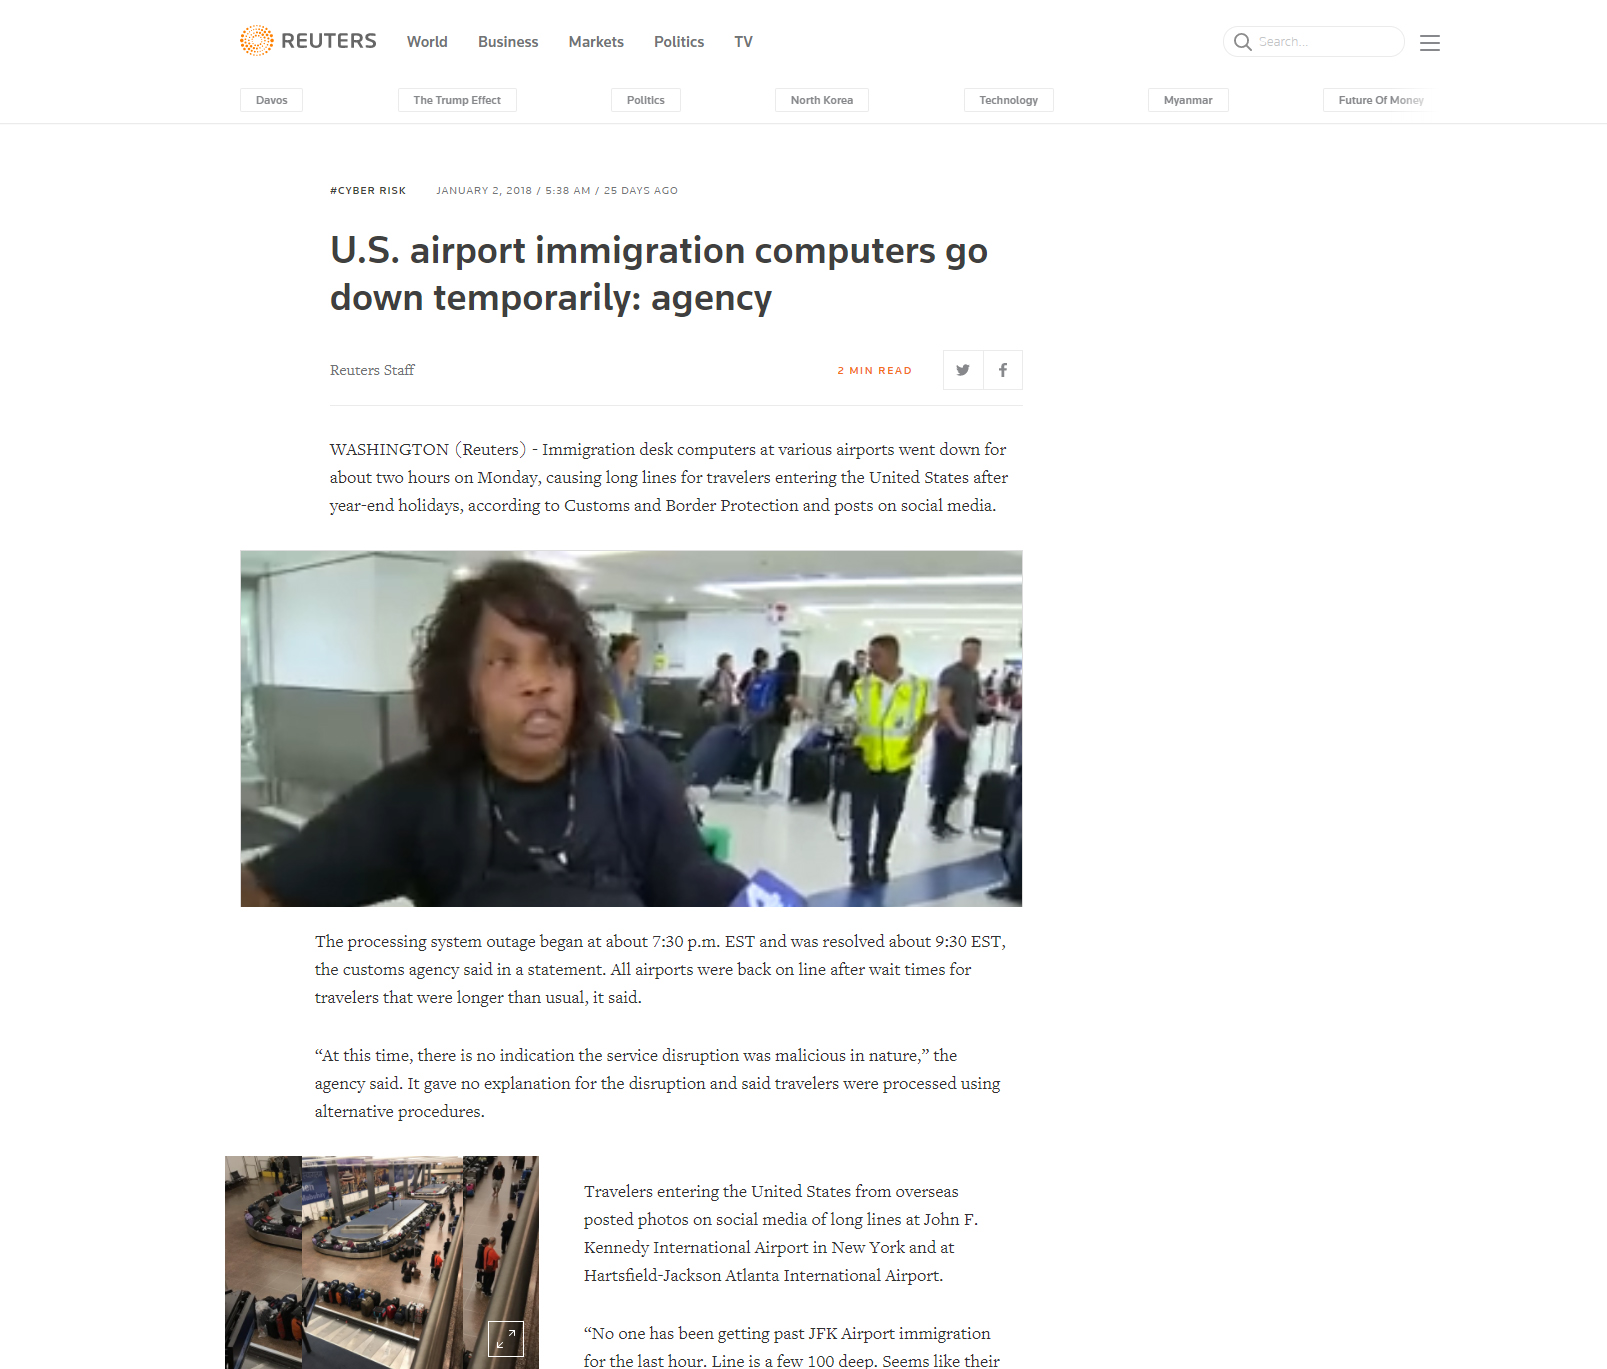 REUTERS World Business Markets Politics TV Search...
Davos The Trump Effect Politics North Korea Technology Myanmar Future Of Money
#CYBER RISK JANUARY 2, 2018 / 5:38 AM / 25 DAYS AGO
U.S. airport immigration computers go
down temporarily: agency
Reuters Staff 2 MIN READ
WASHINGTON (Reuters) - Immigration desk computers at various airports went down for
about two hours on Monday, causing long lines for travelers entering the United States after
year-end holidays, according to Customs and Border Protection and posts on social media.
The processing system outage began at about 7:30 p.m. EST and was resolved about 9:30 EST,
the customs agency said in a statement. All airports were back on line after wait times for
travelers that were longer than usual, it said.
“At this time, there is no indication the service disruption was malicious in nature,” the
agency said. It gave no explanation for the disruption and said travelers were processed using
alternative procedures.
Travelers entering the United States from overseas
posted photos on social media of long lines at John F.
Kennedy International Airport in New York and at
Hartsfield-Jackson Atlanta International Airport.
“No one has been getting past JFK Airport immigration
for the last hour. Line is a few 100 deep. Seems like their